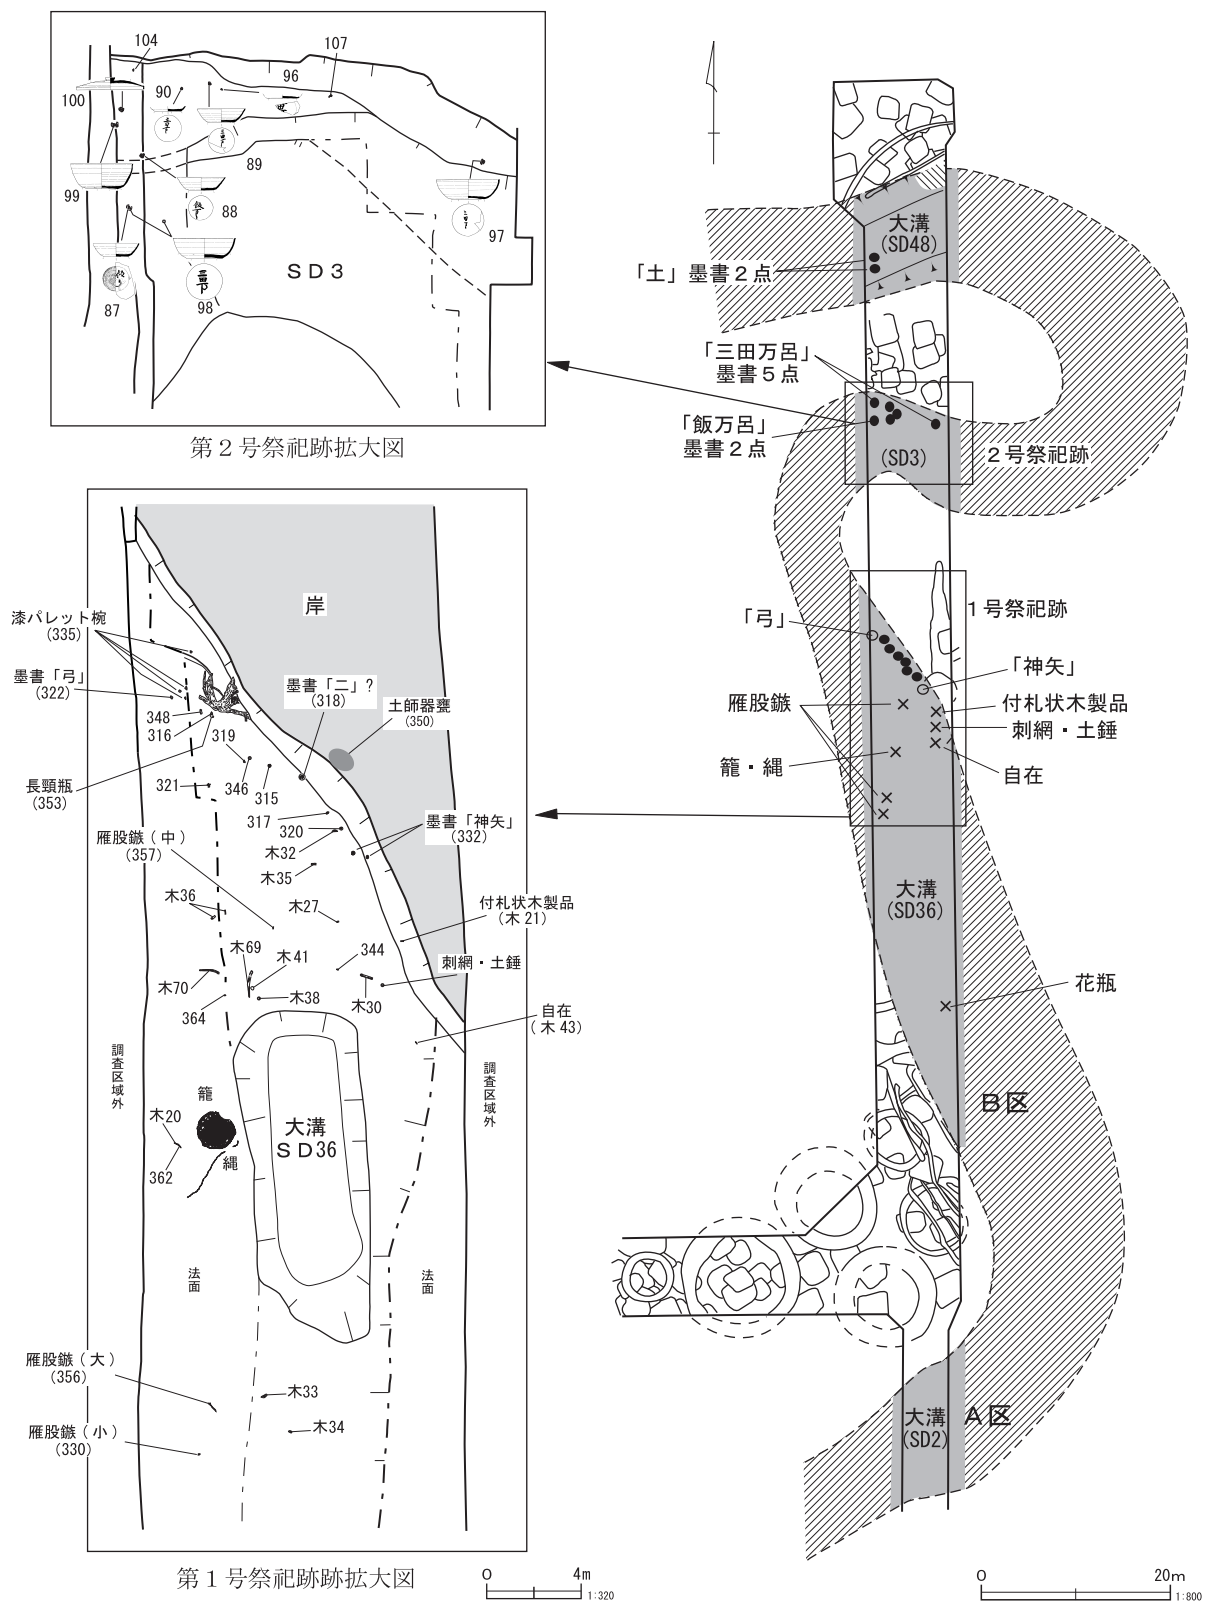 104
107
96
100
90
89
99
88
97
SD3
87
98
第2号祭祀跡拡大図
大溝
(SD48)
「土」墨書2点
「三田万呂」
墨書5点
「飯万呂」
墨書2点
(SD3)
2号祭祀跡
1号祭祀跡
「弓」
「神矢」
雁股鏃
付札状木製品
刺網・土錘
籠・縄
自在
大溝
(SD36)
花瓶
B区
大溝
(SD2)
A区
岸
漆パレット椀
(335)
墨書「弓」
(322)
墨書「二」?
(318)
土師器甕
(350)
348
316
319
長頸瓶
(353)
321
346
315
317
320
墨書「神矢」
(332)
雁股鏃(中)
(357)
木32
木35
木36
木27
付札状木製品
(木21)
木69
木41
344
刺網・土錘
木70
木38
木30
364
自在
(木43)
調査区域外
調査区域外
籠
木20
縄
362
大溝
SD36
法面
法面
雁股鏃(大)
(356)
木33
雁股鏃(小)
(330)
木34
第1号祭祀跡跡拡大図
0 4m
1:320
0 20m
1:800